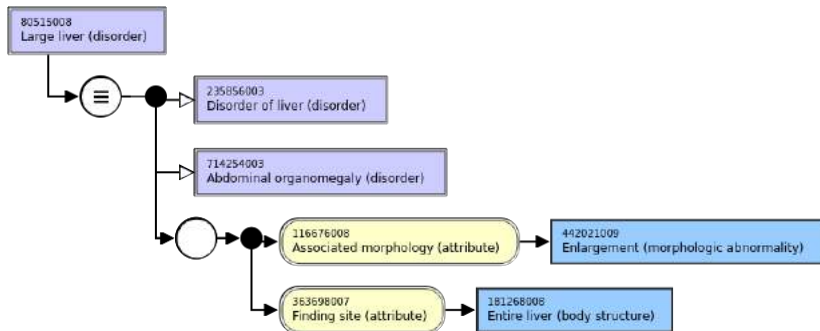 80515008
Large liver (disorder)
235856003
Disorder of liver (disorder)
714254003
Abdominal organomegaly (disorder)
116676008
Associated morphology (attribute)
442021009
Enlargement (morphologic abnormality)
363698007
Finding site (attribute)
181268008
Entire liver (body structure)